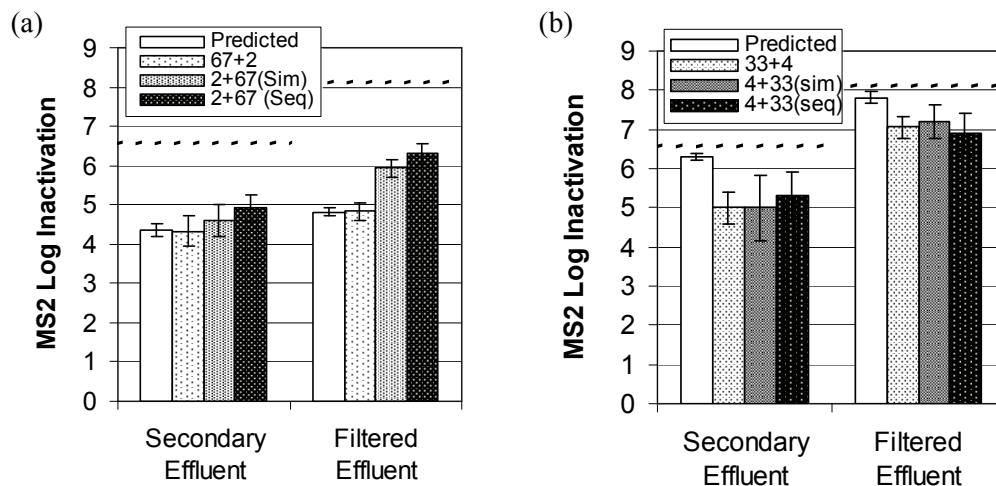 (a)
MS2 Log Inactivation
9
8
7
6
5
4
3
2
1
0
Predicted
67+2
2+67(Sim)
2+67 (Seq)
Secondary
Effluent
Filtered
Effluent
(b)
MS2 Log Inactivation
9
8
7
6
5
4
3
2
1
0
Predicted
33+4
4+33(sim)
4+33(seq)
Secondary
Effluent
Filtered
Effluent